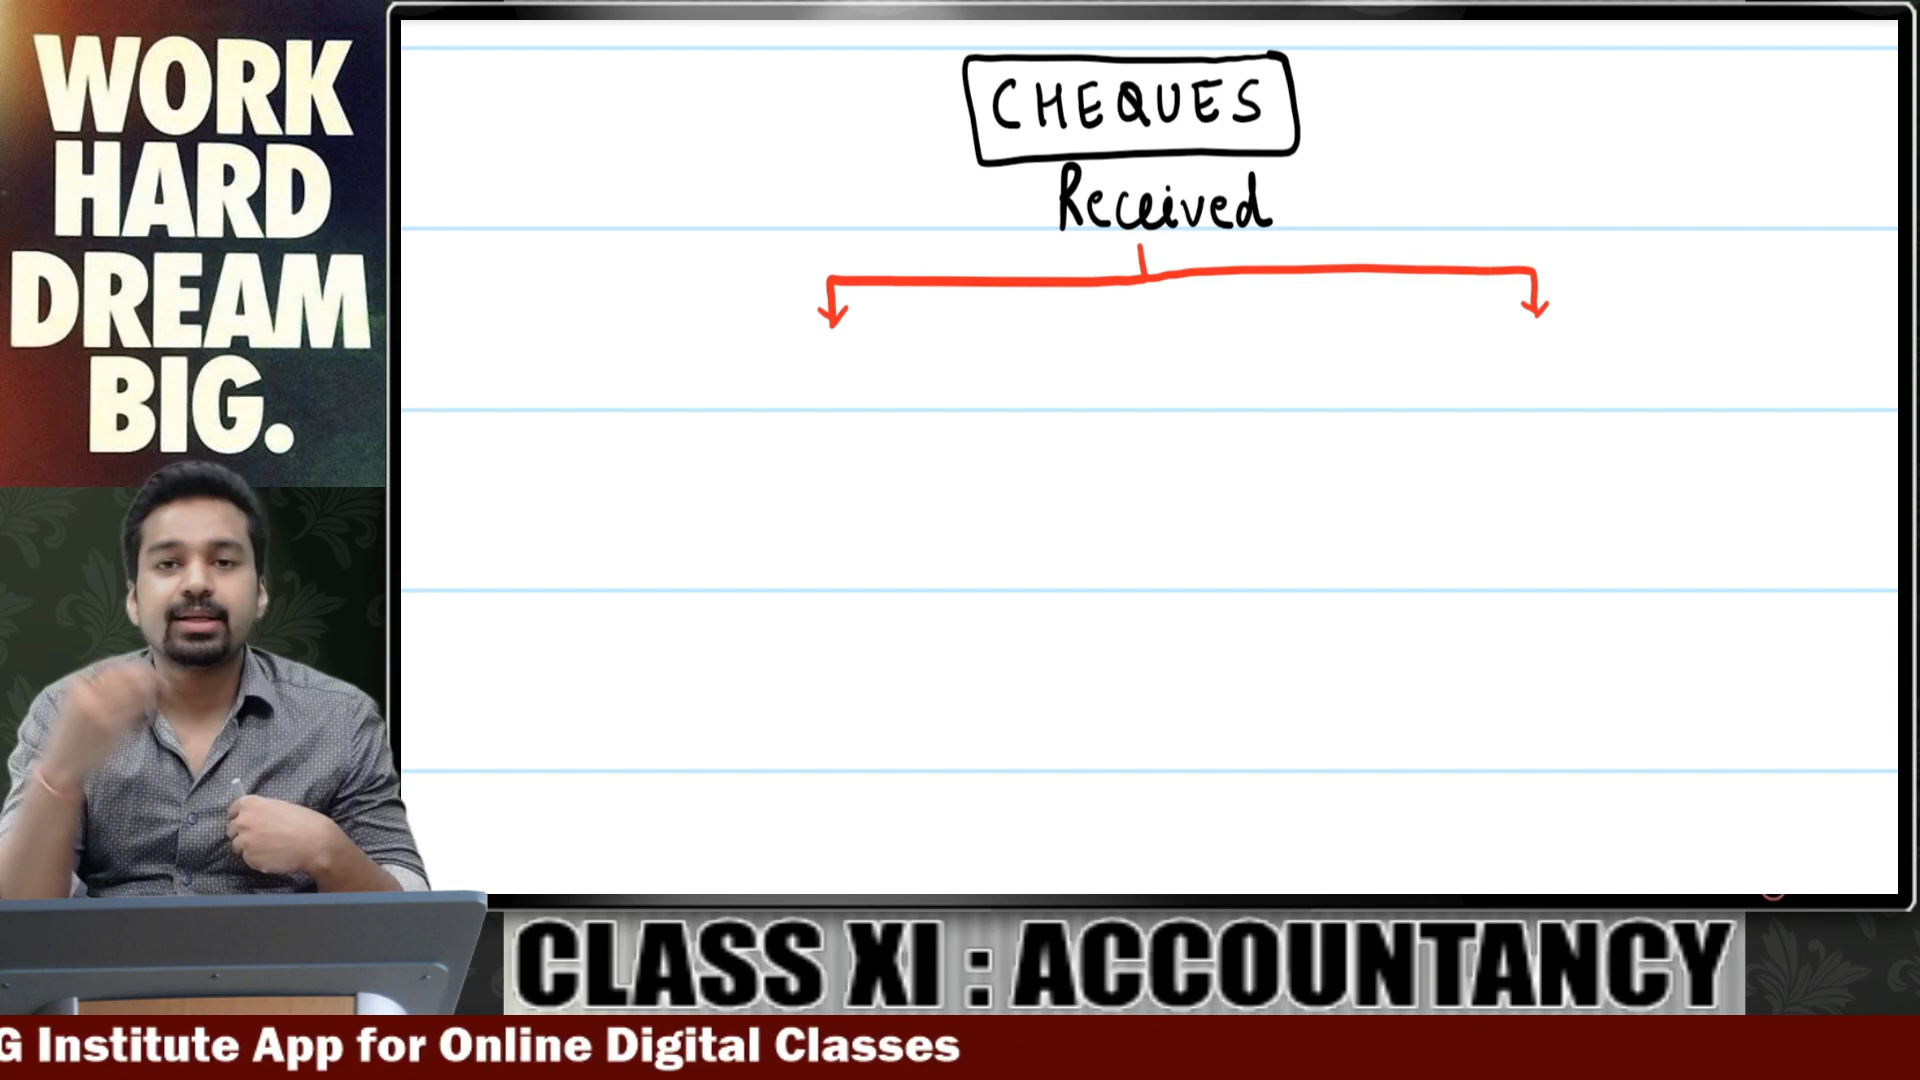 WORK
HARD
DREAM
BIG.
CHEQUES
Received
CLASS XI : ACCOUNTANCY
G Institute App for Online Digital Classes